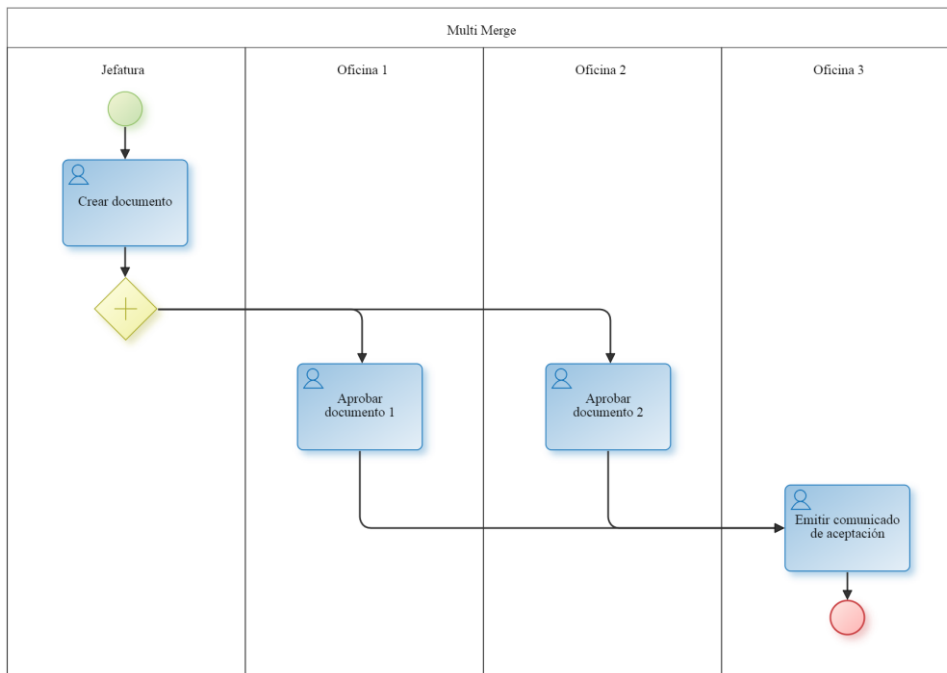 Multi Merge
Jefatura
Oficina 1
Oficina 2
Oficina 3
Crear documento
Aprobar
documento 1
Aprobar
documento 2
Emitir comunicado
de aceptación